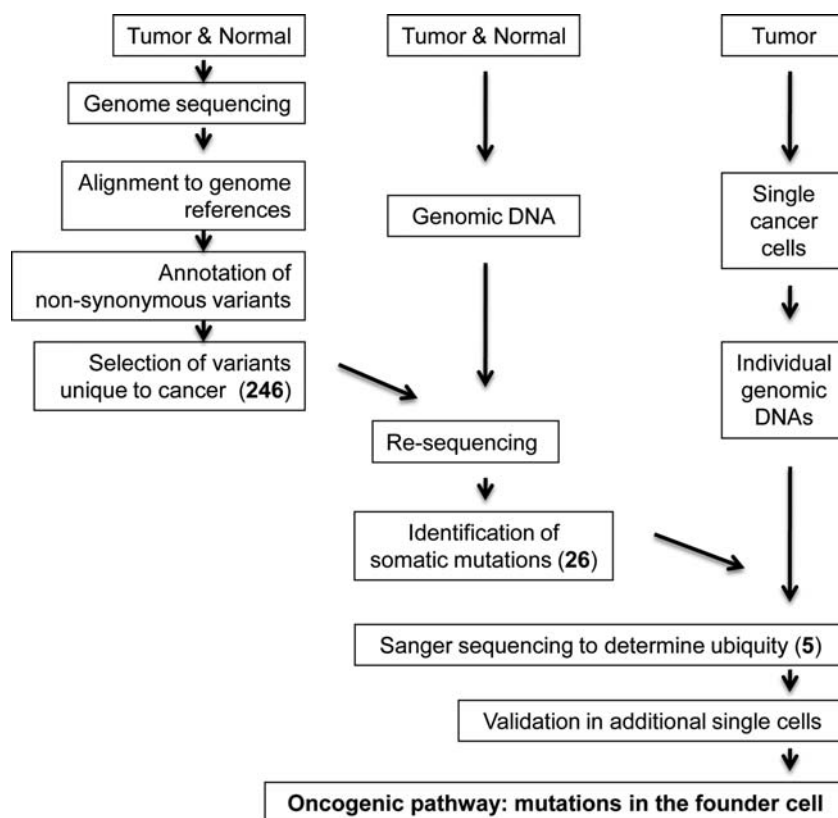 Tumor & Normal
Genome sequencing
Alignment to genome
references
Annotation of
non-synonymous variants
Selection of variants
unique to cancer (246)
Tumor & Normal
Genomic DNA
Re-sequencing
Identification of
somatic mutations (26)
Tumor
Single
cancer
cells
Individual
genomic
DNAs
Sanger sequencing to determine ubiquity (5)
Validation in additional single cells
Oncogenic pathway: mutations in the founder cell